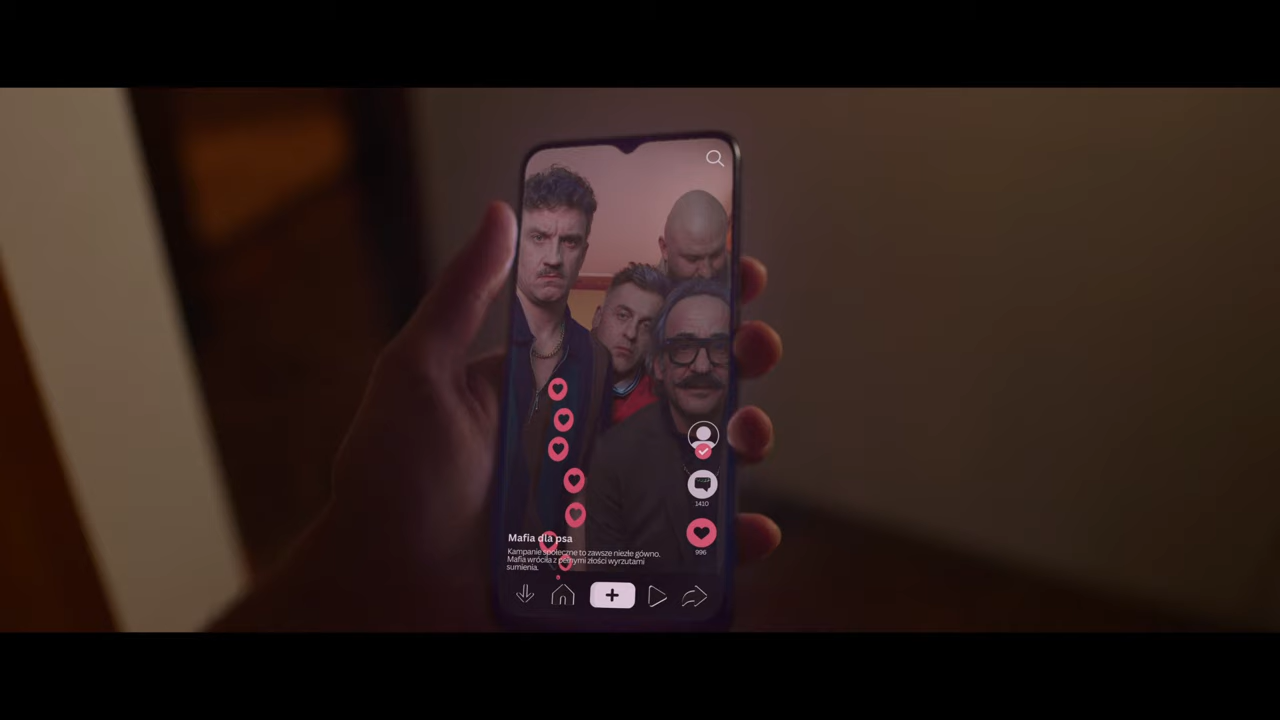 1410
996
Mafia dla psa
Kampanie społeczne to zawsze niezłe gówno.
Mafia wróciła z pełnymi złości wyrzutami
sumienia.